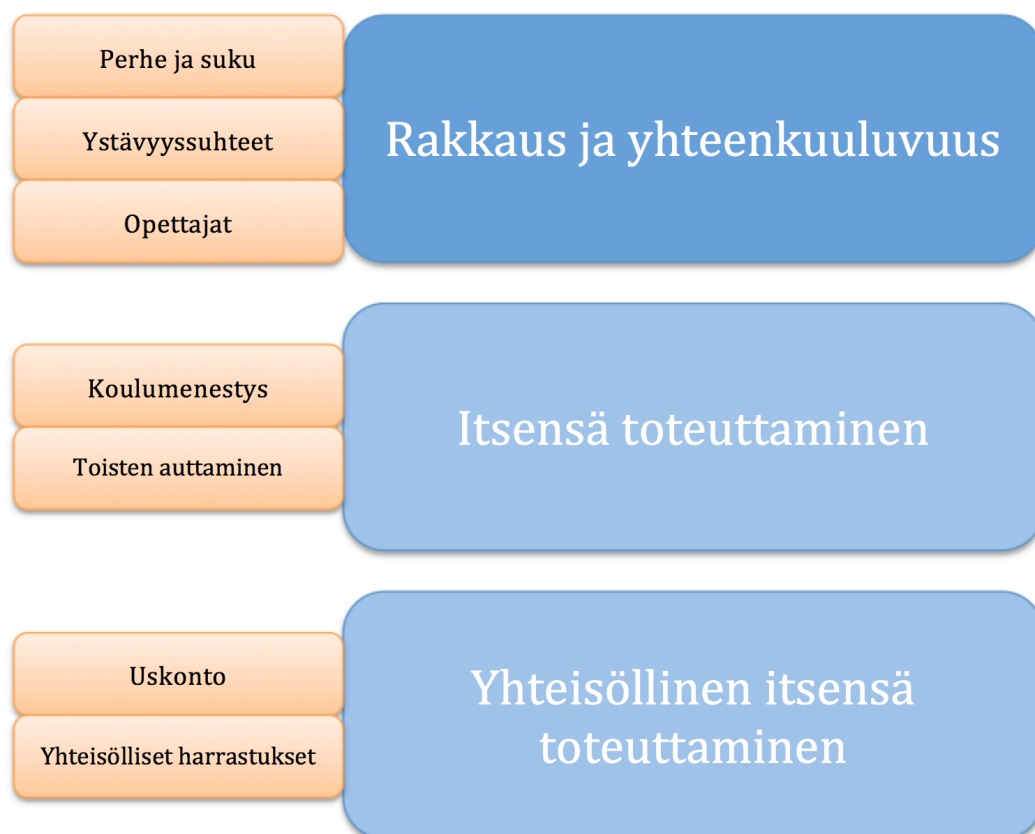 Perhe ja suku
Ystävyyssuhteet
Opettajat
Rakkaus ja yhteenkuuluvuus
Koulumenestys
Toisten auttaminen
Itsensä toteuttaminen
Uskonto
Yhteisölliset harrastukset
Yhteisöllinen itsensä
toteuttaminen